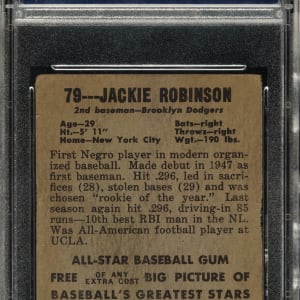 79---JACKIE ROBINSON
2nd baseman—Brooklyn Dodgers
Age-29 Bats-right
Ht.-5' 11" Throws-right
Home-New York City Wgt.-190 lbs.
First Negro player in modern organ-
ized baseball. Made debut in 1947 as
first baseman. Hit .296, led in sacri-
fices (28), stolen bases (29) and was
chosen "rookie of the year." Last
season again hit .296, driving-in 85
runs—10th best RBI man in the NL.
Was All-American football player at
UCLA.
ALL-STAR BASEBALL GUM
FREE OF ANY EXTRA COST BIG PICTURE OF
BASEBALL'S GREATEST STARS